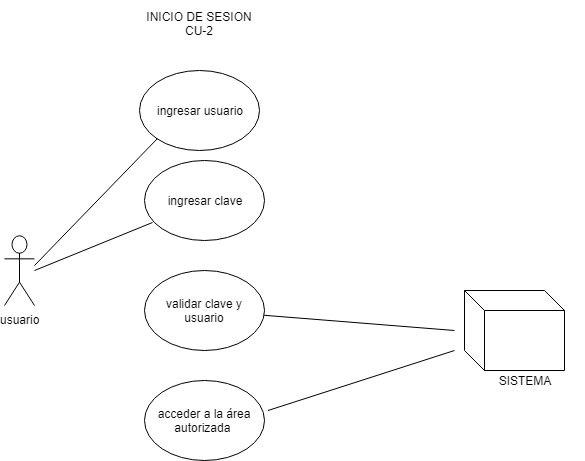 INICIO DE SESION
CU-2
ingresar usuario
ingresar clave
usuario
validar clave y
usuario
SISTEMA
acceder a la área
autorizada